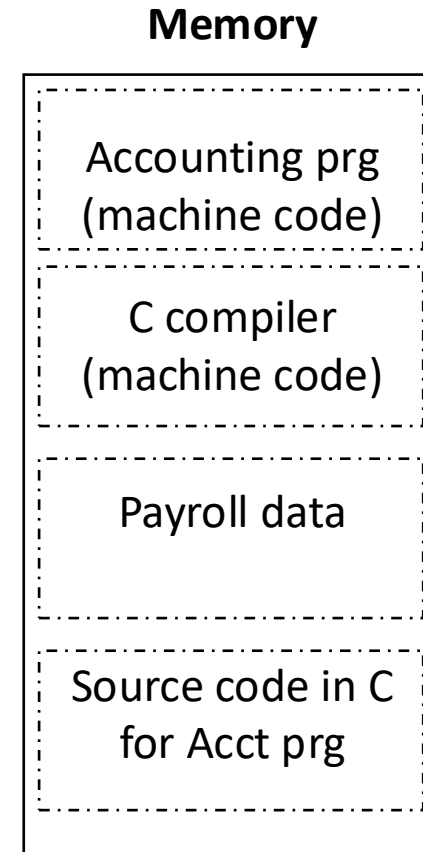 Memory
Accounting prg
(machine code)
C compiler
(machine code)
Payroll data
Source code in C
for Acct prg